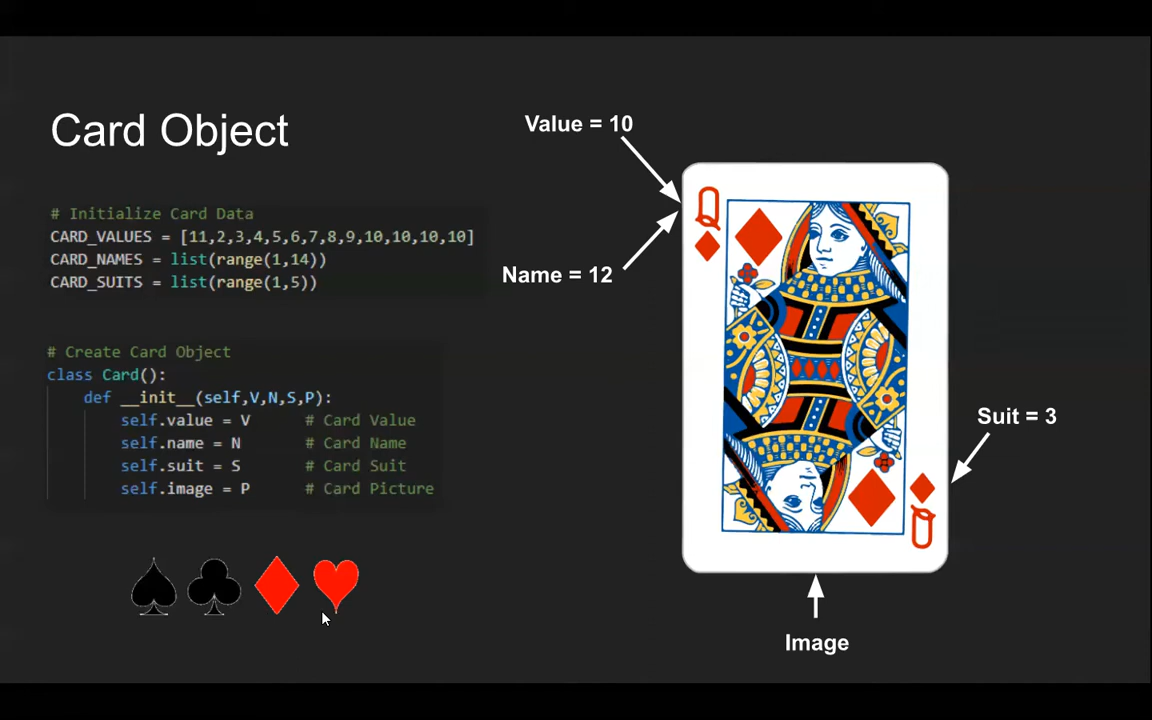 Card Object
# Initialize Card Data
CARD_VALUES = [11,2,3,4,5,6,7,8,9,10,10,10,10]
CARD_NAMES = list(range(1,14))
CARD_SUITS = list(range(1,5))
# Create Card Object
class Card():
    def __init__(self,V,N,S,P):
        self.value = V      # Card Value
        self.name = N       # Card Name
        self.suit = S       # Card Suit
        self.image = P      # Card Picture
Value = 10
Name = 12
Q
Suit = 3
Q
Image